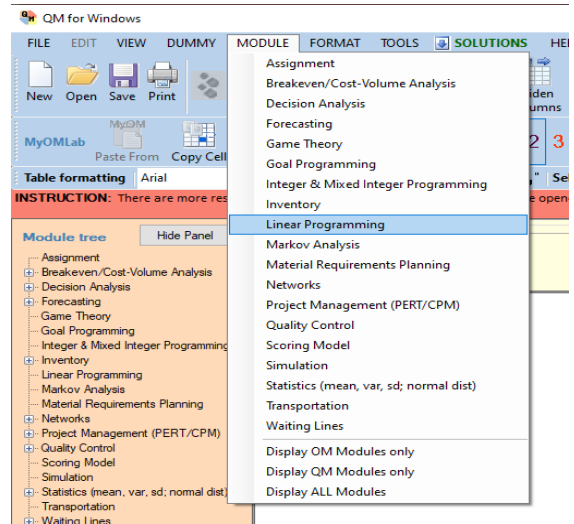 QM for Windows
FILE EDIT VIEW DUMMY MODULE FORMAT TOOLS SOLUTIONS
New Open Save Print
MyOMLab
MyOM
Paste From Copy Cell
2 3
Table formatting Arial
INSTRUCTION: There are more
Module tree Hide Panel
Assignment
Breakeven/Cost-Volume Analysis
Decision Analysis
Forecasting
Game Theory
Goal Programming
Integer & Mixed Integer Programming
Inventory
Linear Programming
Markov Analysis
Material Requirements Planning
Networks
Project Management (PERT/CPM)
Quality Control
Scoring Model
Simulation
Statistics (mean, var, sd; normal dist)
Transportation
Waiting Lines
Assignment
Breakeven/Cost-Volume Analysis
Decision Analysis
Forecasting
Game Theory
Goal Programming
Integer & Mixed Integer Programming
Inventory
Linear Programming
Markov Analysis
Material Requirements Planning
Networks
Project Management (PERT/CPM)
Quality Control
Scoring Model
Simulation
Statistics (mean, var, sd; normal dist)
Transportation
Waiting Lines
Display OM Modules only
Display QM Modules only
Display ALL Modules